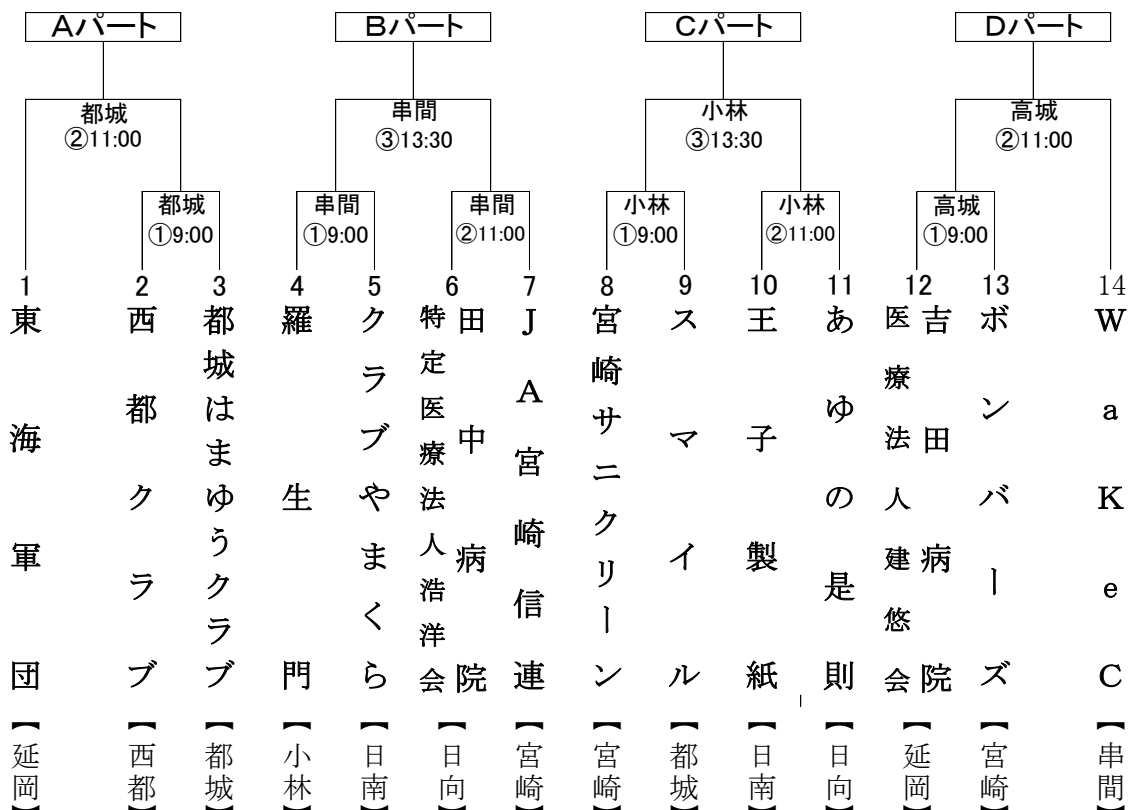 Aパート
Bパート
Cパート
Dパート
都城
②11:00
串間
③13:30
小林
③13:30
高城
②11:00
都城
①9:00
串間
①9:00
串間
②11:00
小林
①9:00
小林
②11:00
高城
①9:00
1
東海軍団
【延岡】
2
西都クラブ
【西都】
3
都城はまゆうクラブ
【都城】
4
羅生門
【小林】
5
クラブやまくら
【日南】
6
特定医療法人浩洋会
田中病院
【日向】
7
JA宮崎信連
【宮崎】
8
宮崎サニクリーン
【宮崎】
9
スマイル
【都城】
10
王子製紙
【日南】
11
あゆの是則
【日向】
12
医療法人建悠会
吉田病院
【延岡】
13
ボンバーズ
【宮崎】
14
WaKeC
【串間】